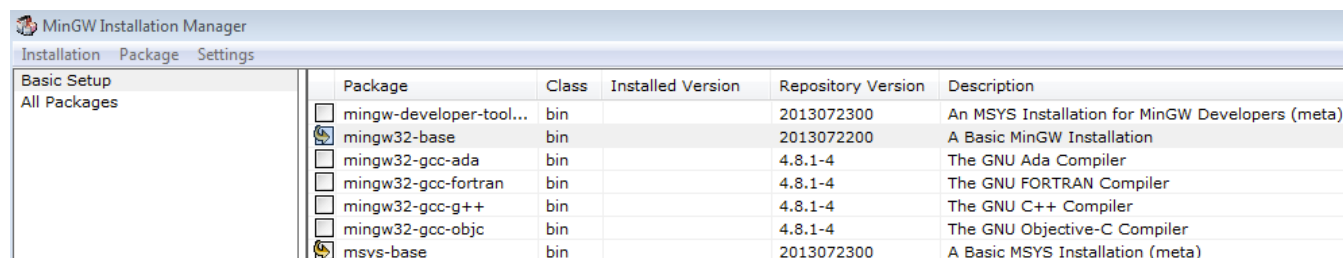 MinGW Installation Manager
Installation Package Settings
Basic Setup
All Packages
Package Class Installed Version Repository Version Description
mingw-developer-tool... bin 2013072300 An MSYS Installation for MinGW Developers (meta)
mingw32-base bin 2013072200 A Basic MinGW Installation
mingw32-gcc-ada bin 4.8.1-4 The GNU Ada Compiler
mingw32-gcc-fortran bin 4.8.1-4 The GNU FORTRAN Compiler
mingw32-gcc-g++ bin 4.8.1-4 The GNU C++ Compiler
mingw32-gcc-objc bin 4.8.1-4 The GNU Objective-C Compiler
msys-base bin 2013072300 A Basic MSYS Installation (meta)